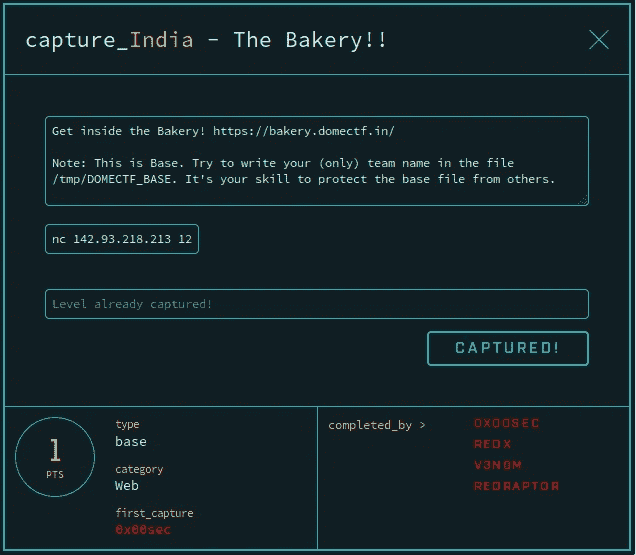 capture_India - The Bakery!!
Get inside the Bakery! https://bakery.domectf.in/
Note: This is Base. Try to write your (only) team name in the file
/tmp/DOMECTF_BASE. It's your skill to protect the base file from others.
nc 142.93.218.213 12
Level already captured!
CAPTURED!
1
PTS
type
base
category
Web
first_capture
0x00sec
completed_by >
0X00SEC
REDX
V3N0M
REDRAPTOR